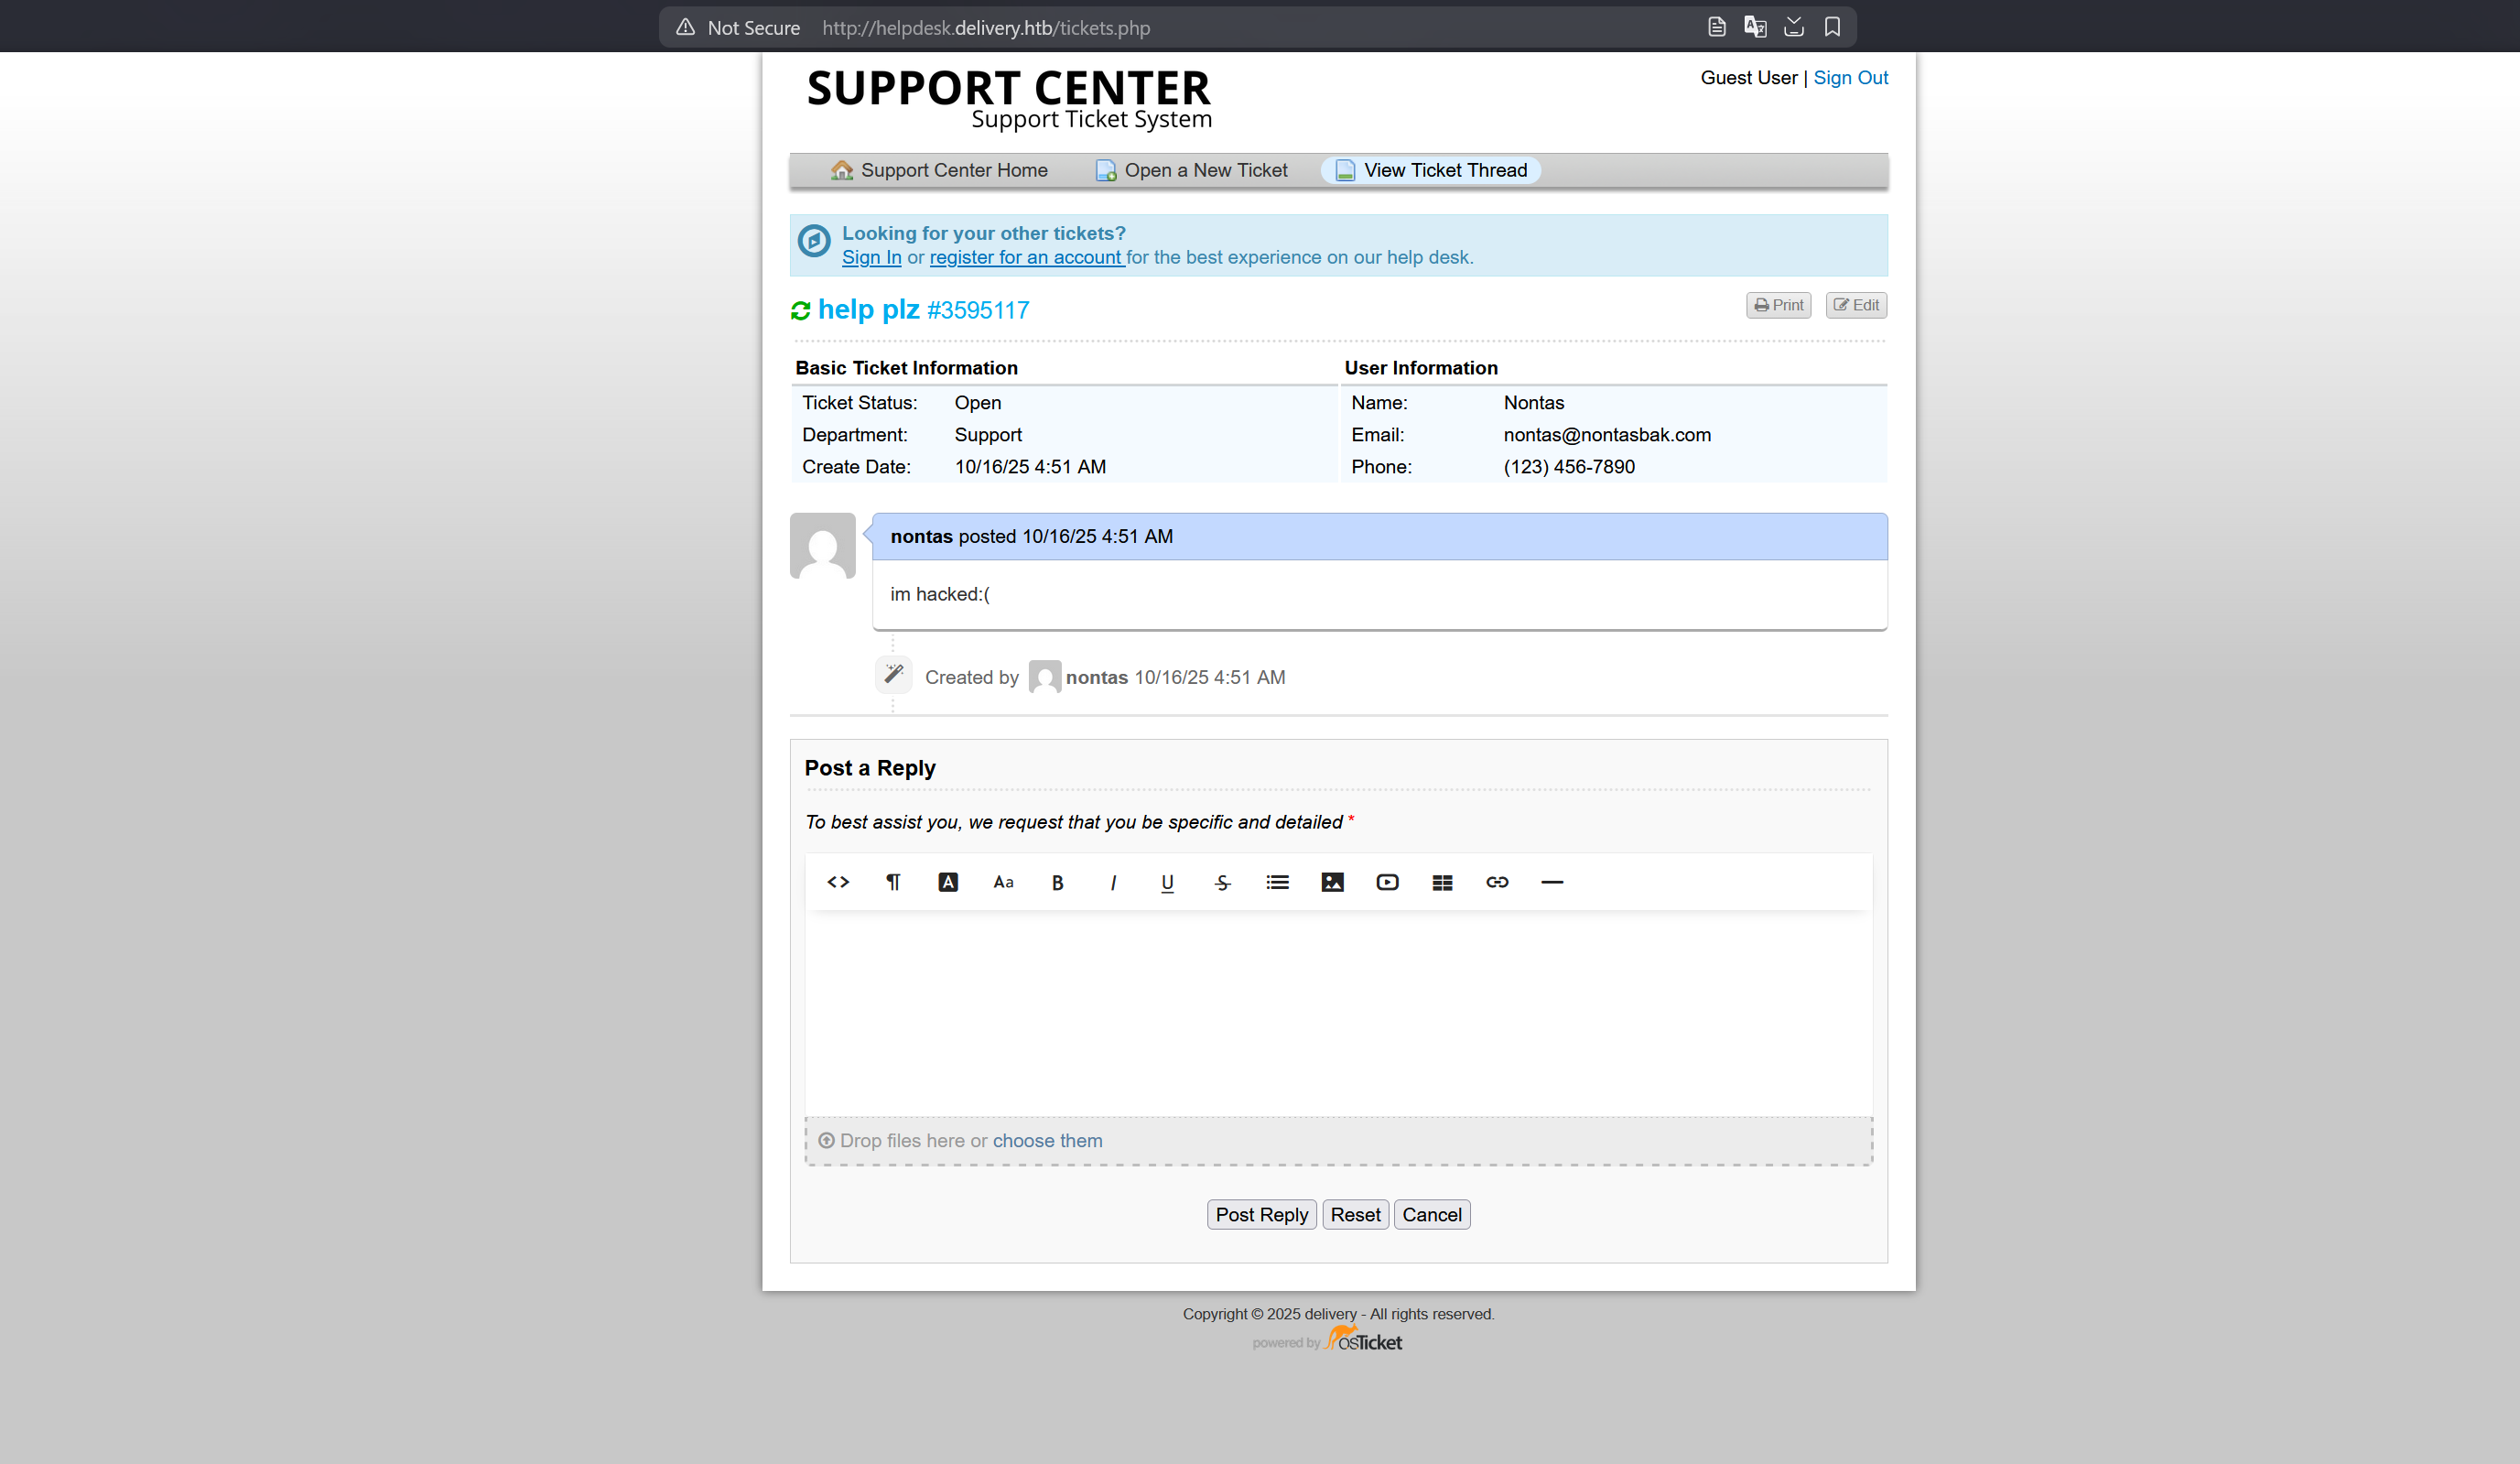 Not Secure http://helpdesk.delivery.htb/tickets.php
SUPPORT CENTER
Support Ticket System
Guest User | Sign Out
Support Center Home Open a New Ticket View Ticket Thread
Looking for your other tickets?
Sign In or register for an account for the best experience on our help desk.
help plz #3595117
Print Edit
Basic Ticket Information
Ticket Status: Open
Department: Support
Create Date: 10/16/25 4:51 AM
User Information
Name: Nontas
Email: nontas@nontasbak.com
Phone: (123) 456-7890
nontas posted 10/16/25 4:51 AM
im hacked:(
Created by nontas 10/16/25 4:51 AM
Post a Reply
To best assist you, we request that you be specific and detailed *
<> ¶ A Aa B I U S
Drop files here or choose them
Post Reply Reset Cancel
Copyright © 2025 delivery - All rights reserved.
powered by osTicket